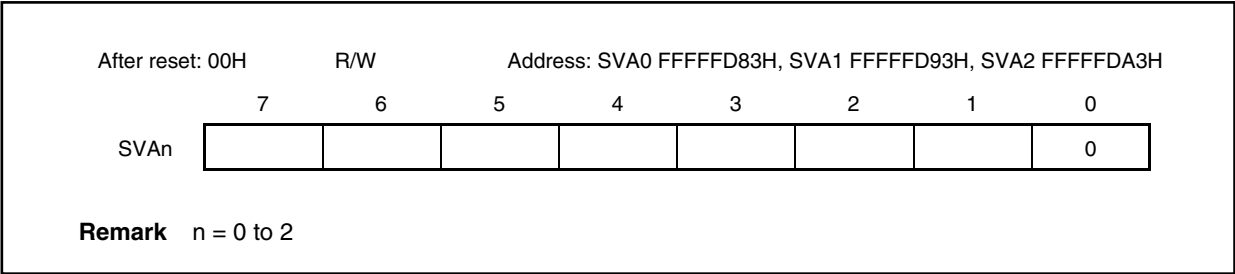 After reset: 00H R/W Address: SVA0 FFFFFD83H, SVA1 FFFFFD93H, SVA2 FFFFFDA3H
7 6 5 4 3 2 1 0
SVAn 0
Remark n = 0 to 2